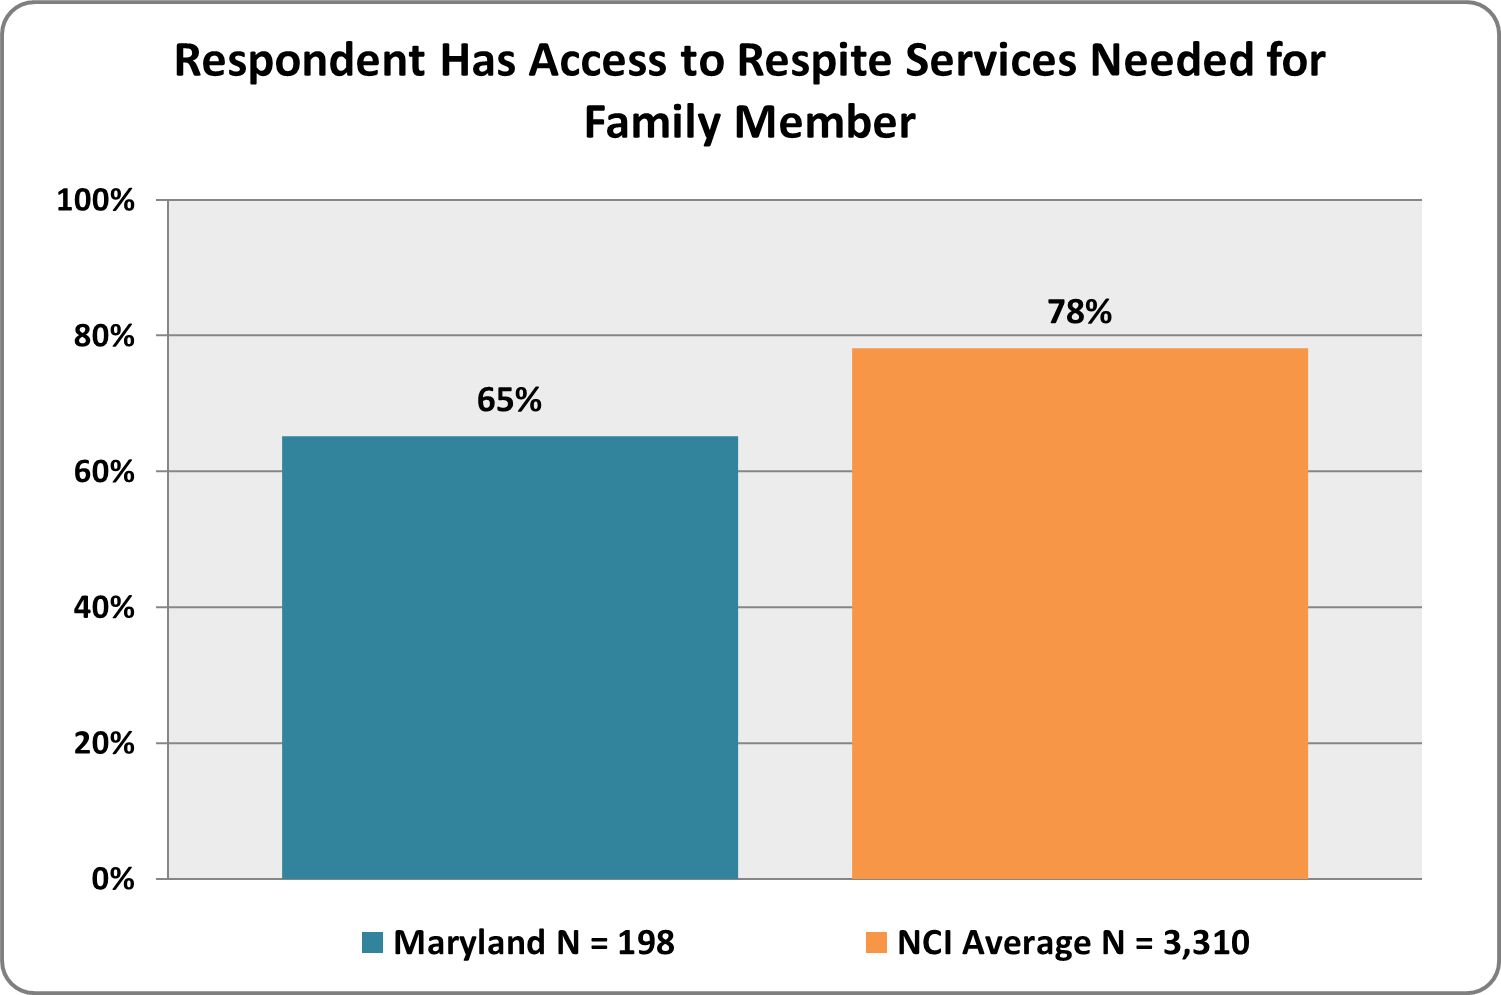 Respondent Has Access to Respite Services Needed for
Family Member
100%
80%
60%
40%
20%
0%
65%
78%
Maryland N = 198
NCI Average N = 3,310